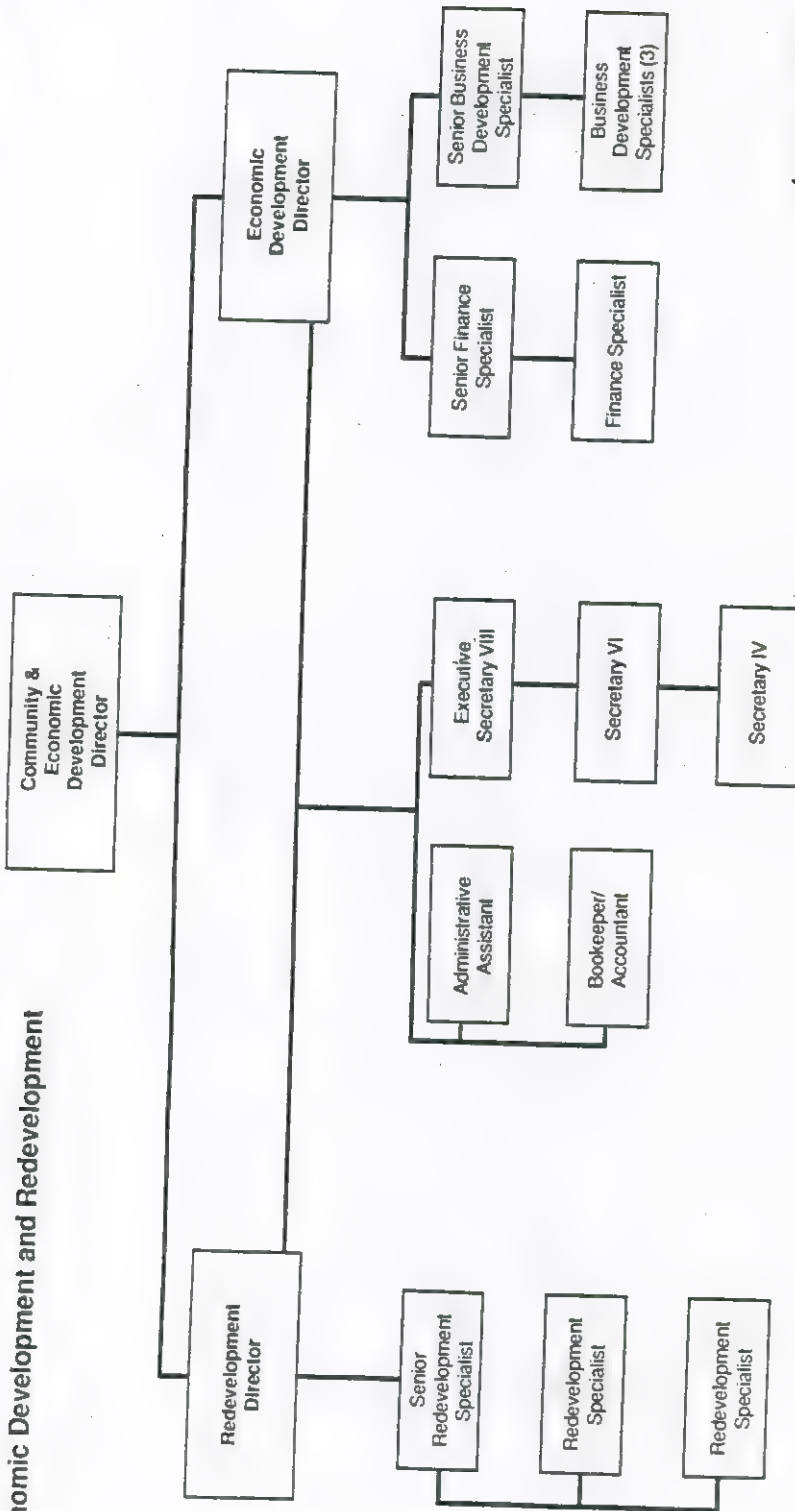 nomic Development and Redevelopment
Community &
Economic
Development
Director
Redevelopment
Director
Economic
Development
Director
Senior
Redevelopment
Specialist
Redevelopment
Specialist
Redevelopment
Specialist
Administrative
Assistant
Bookeeper/
Accountant
Executive
Secretary VIII
Secretary VI
Secretary IV
Senior Finance
Specialist
Finance Specialist
Senior Business
Development
Specialist
Business
Development
Specialists (3)